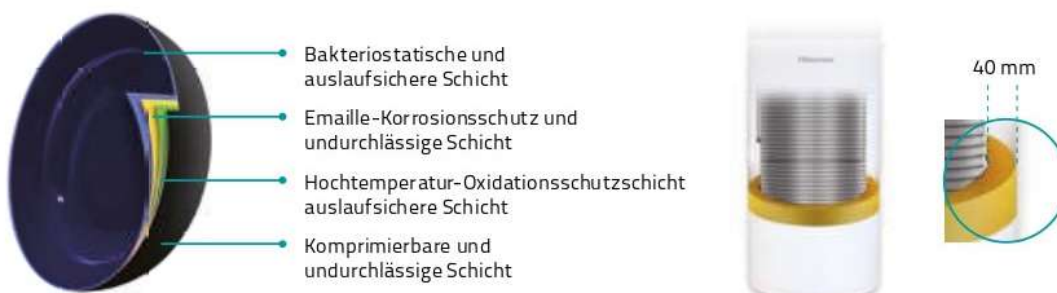 Bakteriostatische und
auslaufsichere Schicht
Emaille-Korrosionsschutz und
undurchlässige Schicht
Hochtemperatur-Oxidationsschutzschicht
auslaufsichere Schicht
Komprimierbare und
undurchlässige Schicht
Hisense
40 mm